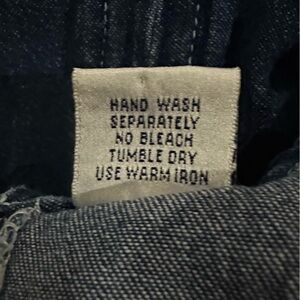 HAND WASH
SEPARATELY
NO BLEACH
TUMBLE DRY
USE WARM IRON